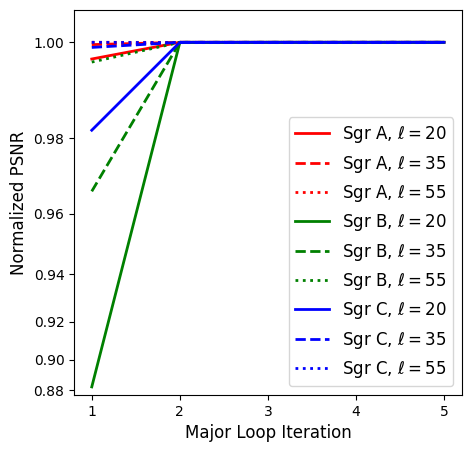 1.00
0.98
0.96
0.94
0.92
0.90
0.88
Normalized PSNR
Sgr A, ℓ = 20
Sgr A, ℓ = 35
Sgr A, ℓ = 55
Sgr B, ℓ = 20
Sgr B, ℓ = 35
Sgr B, ℓ = 55
Sgr C, ℓ = 20
Sgr C, ℓ = 35
Sgr C, ℓ = 55
1 2 3 4 5
Major Loop Iteration